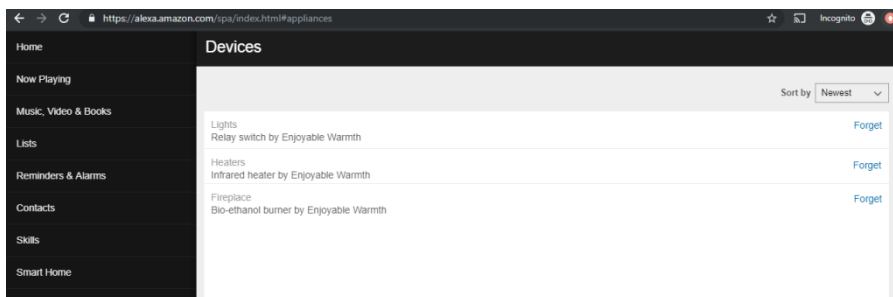 https://alexa.amazon.com/spa/index.html#appliances
Incognito
Home
Now Playing
Music, Video & Books
Lists
Reminders & Alarms
Contacts
Skills
Smart Home
Devices
Sort by Newest
Lights
Forget
Relay switch by Enjoyable Warmth
Heaters
Forget
Infrared heater by Enjoyable Warmth
Fireplace
Forget
Bio-ethanol burner by Enjoyable Warmth